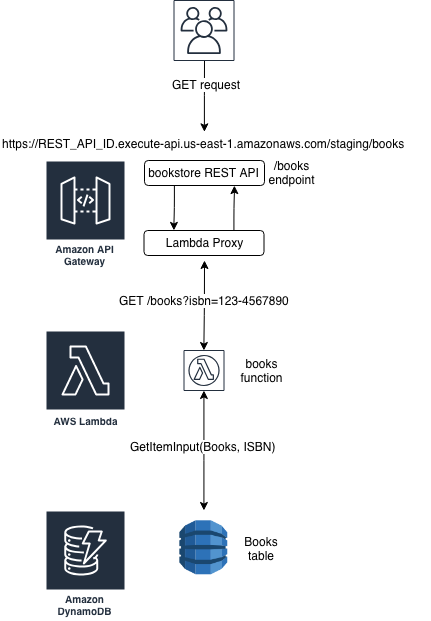 GET request
https://REST_API_ID.execute-api.us-east-1.amazonaws.com/staging/books
bookstore REST API
/books
endpoint
</>
Amazon API
Gateway
Lambda Proxy
GET /books?isbn=123-4567890
books
function
AWS Lambda
GetItemInput(Books, ISBN)
Books
table
Amazon
DynamoDB